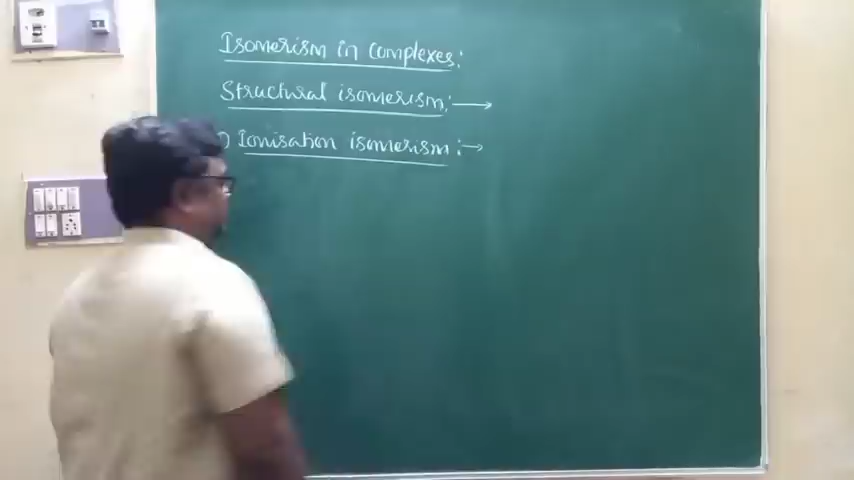 Isomerism in complexes:
Structural isomerism:→
) Ionisation isomerism:→